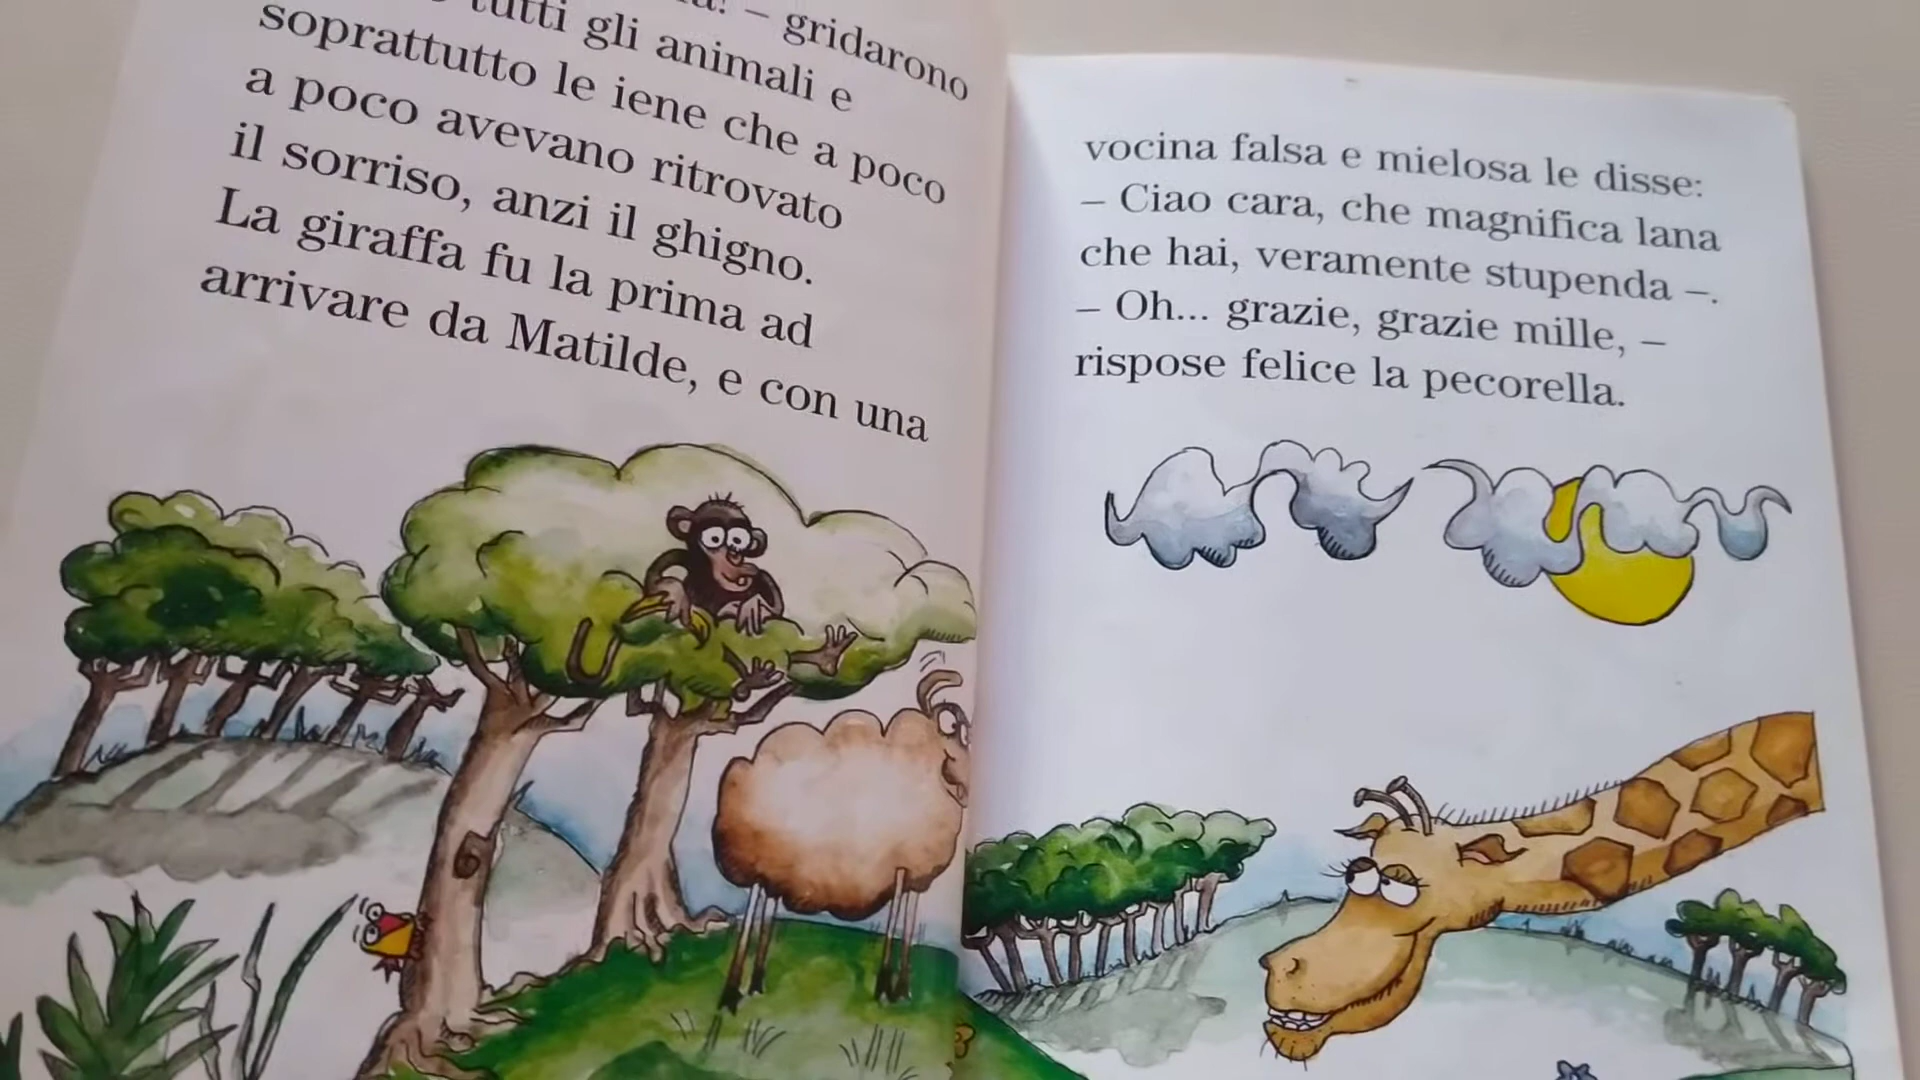 – gridarono
tutti gli animali e
soprattutto le iene che a poco
a poco avevano ritrovato
il sorriso, anzi il ghigno.
La giraffa fu la prima ad
arrivare da Matilde, e con una
vocina falsa e mielosa le disse:
– Ciao cara, che magnifica lana
che hai, veramente stupenda –.
– Oh... grazie, grazie mille, –
rispose felice la pecorella.